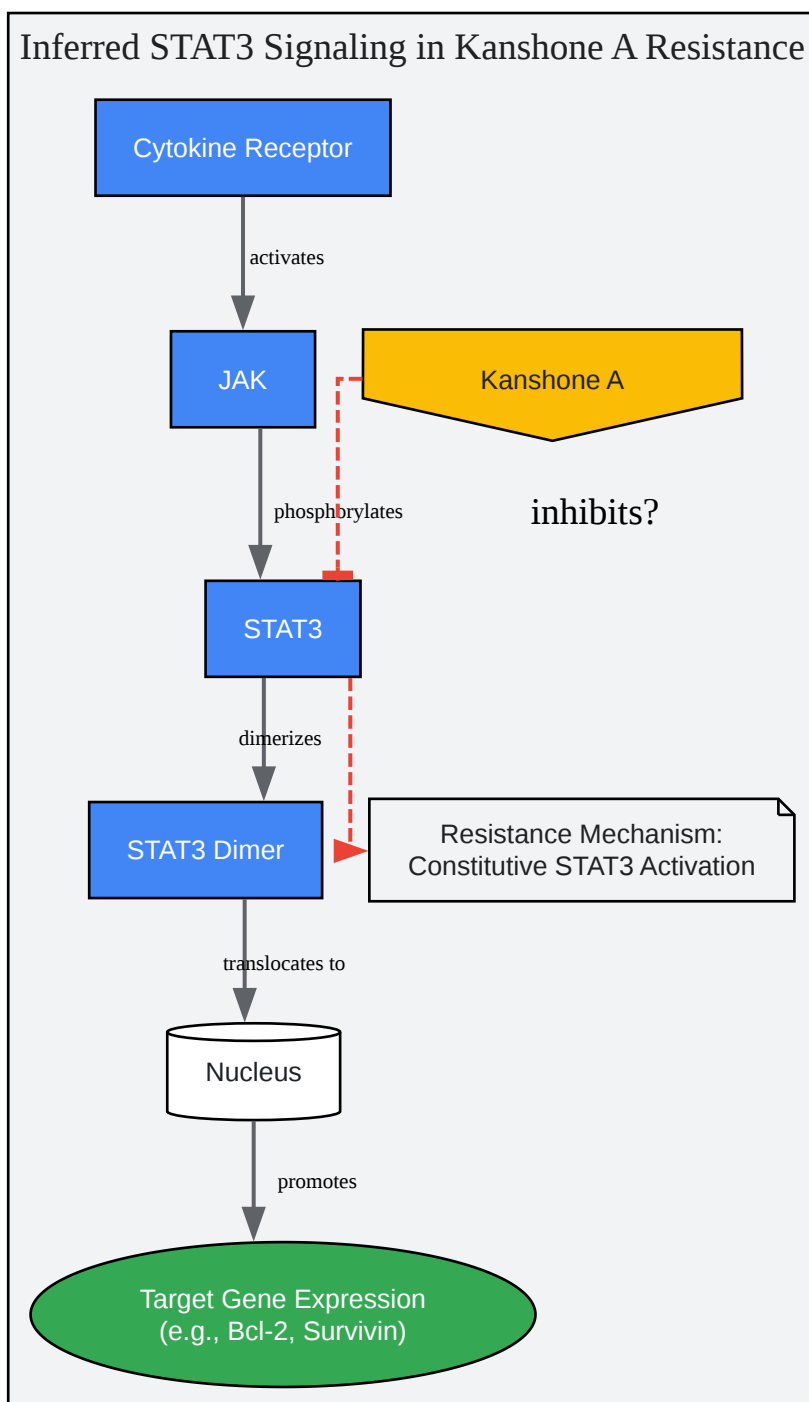 Inferred STAT3 Signaling in Kanshone A Resistance
Cytokine Receptor
activates
JAK
Kanshone A
phosphorylates
inhibits?
STAT3
dimerizes
STAT3 Dimer
Resistance Mechanism:
Constitutive STAT3 Activation
translocates to
Nucleus
promotes
Target Gene Expression
(e.g., Bcl-2, Survivin)